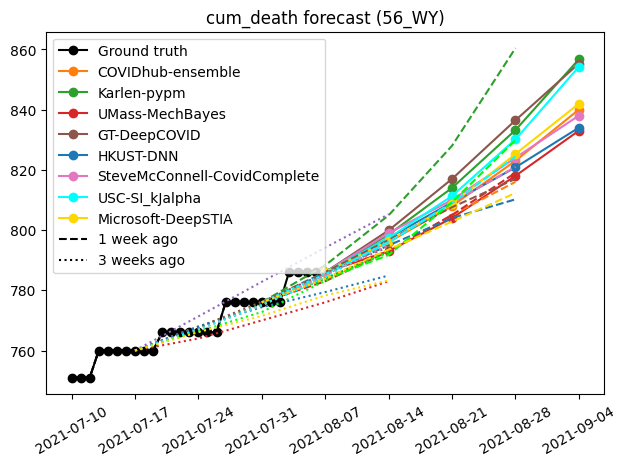 cum_death forecast (56_WY)
860
840
820
800
780
760
Ground truth
COVIDhub-ensemble
Karlen-pypm
UMass-MechBayes
GT-DeepCOVID
HKUST-DNN
SteveMcConnell-CovidComplete
USC-SI_kJalpha
Microsoft-DeepSTIA
1 week ago
3 weeks ago
2021-07-10
2021-07-17
2021-07-24
2021-07-31
2021-08-07
2021-08-14
2021-08-21
2021-08-28
2021-09-04